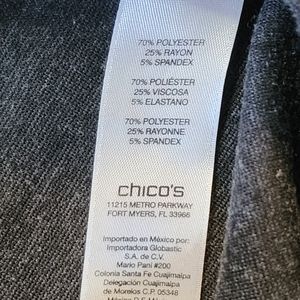 70% POLYESTER
25% RAYON
5% SPANDEX
70% POLIÉSTER
25% VISCOSA
5% ELASTANO
70% POLYESTER
25% RAYONNE
5% SPANDEX
chico's
11215 METRO PARKWAY
FORT MYERS, FL 33966
Importado en México por:
Importadora Globastic
S.A. de C.V.
Mario Pani #200
Colonia Santa Fe Cuajimalpa
Delegación Cuajimalpa
de Morelos C.P. 05348